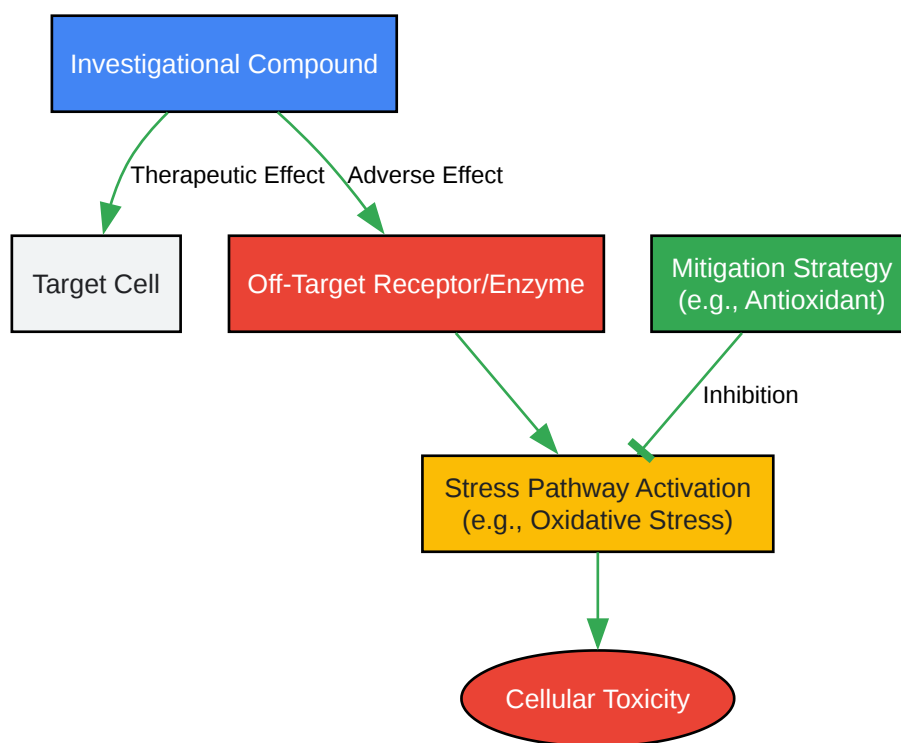 Investigational Compound
Therapeutic Effect
Adverse Effect
Target Cell
Off-Target Receptor/Enzyme
Mitigation Strategy
(e.g., Antioxidant)
Inhibition
Stress Pathway Activation
(e.g., Oxidative Stress)
Cellular Toxicity